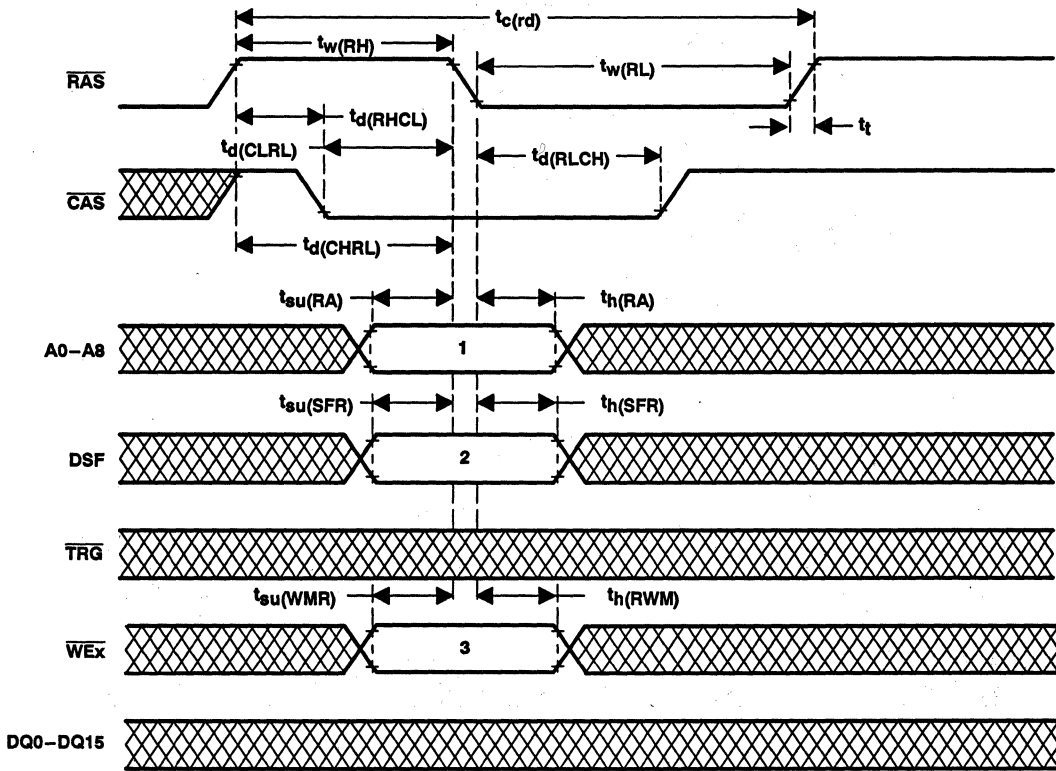 tc(rd)
tw(RH)
tw(RL)
RAS
td(RHCL)
tt
td(CLRL)
td(RLCH)
CAS
td(CHRL)
tsu(RA)
th(RA)
A0–A8
1
tsu(SFR)
th(SFR)
DSF
2
TRG
tsu(WMR)
th(RWM)
WEx
3
DQ0–DQ15